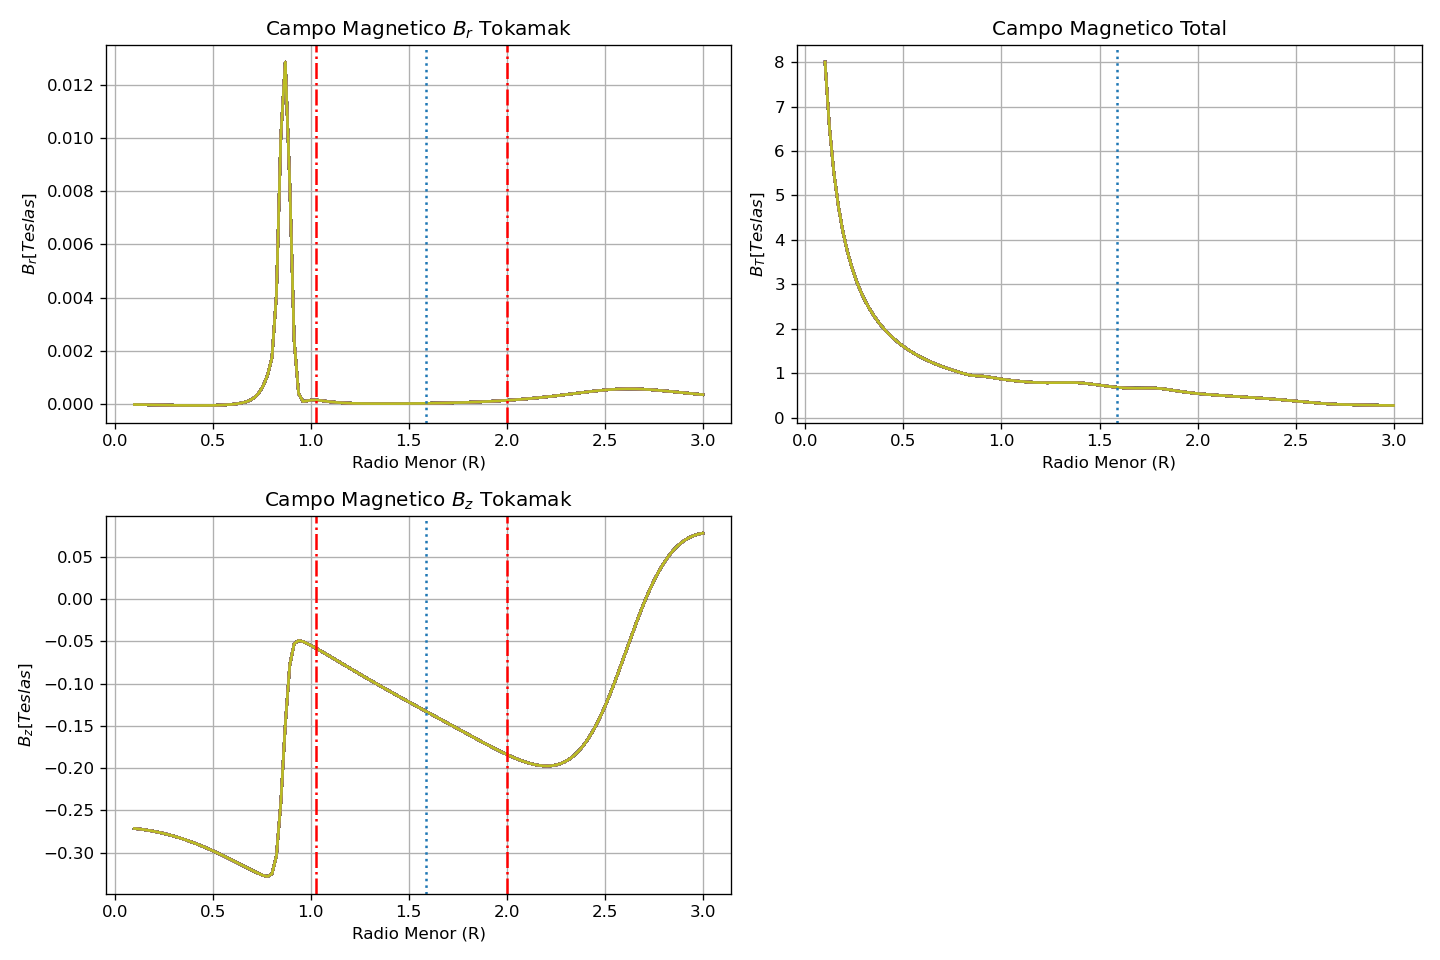 Campo Magnetico B_r Tokamak
B_r[Teslas]
0.012
0.010
0.008
0.006
0.004
0.002
0.000
0.0 0.5 1.0 1.5 2.0 2.5 3.0
Radio Menor (R)
Campo Magnetico Total
B_T[Teslas]
8
7
6
5
4
3
2
1
0
0.0 0.5 1.0 1.5 2.0 2.5 3.0
Radio Menor (R)
Campo Magnetico B_z Tokamak
B_z[Teslas]
0.05
0.00
−0.05
−0.10
−0.15
−0.20
−0.25
−0.30
0.0 0.5 1.0 1.5 2.0 2.5 3.0
Radio Menor (R)